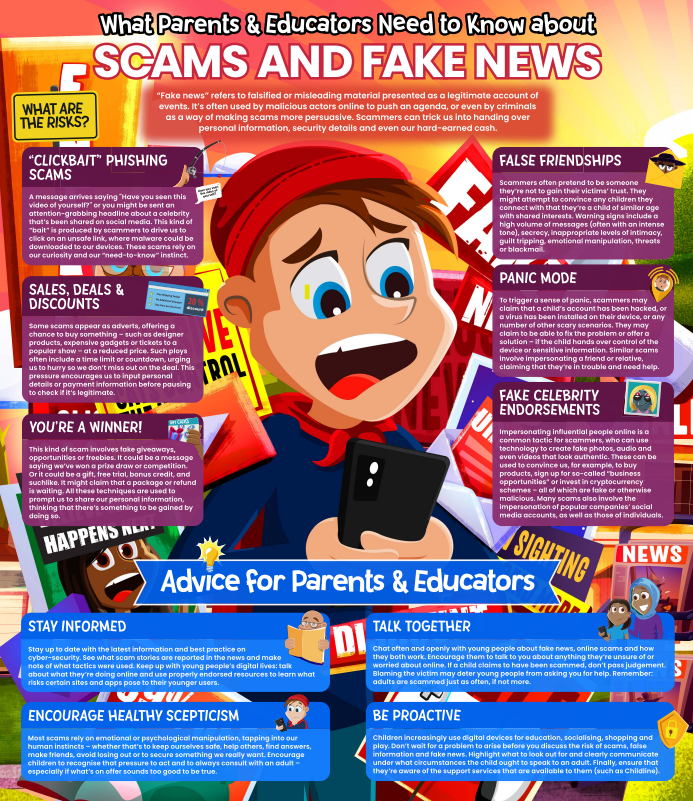 What Parents & Educators Need to Know about
SCAMS AND FAKE NEWS
WHAT ARE
THE RISKS?
"Fake news" refers to falsified or misleading material presented as a legitimate account of
events. It's often used by malicious actors online to push an agenda, or even by criminals
as a way of making scams more persuasive. Scammers can trick us into handing over
personal information, security details and even our hard-earned cash.
"CLICKBAIT" PHISHING
SCAMS
A message arrives saying "Have you seen this
video of yourself?" or you might be sent an
attention-grabbing headline about a celebrity
that's been shared on social media. This kind of
"bait" is produced by scammers to drive us to
click on an unsafe link, where malware could be
downloaded to our devices. These scams rely on
our curiosity and our "need-to-know" instinct.
SALES, DEALS &
DISCOUNTS
Some scams appear as adverts, offering a
chance to buy something – such as designer
products, expensive gadgets or tickets to a
popular show – at a reduced price. Such ploys
often include a time limit or countdown, urging
us to hurry so we don't miss out on the deal. This
pressure encourages us to input personal
details or payment information before pausing
to check if it's legitimate.
YOU'RE A WINNER!
This kind of scam involves fake giveaways,
opportunities or freebies. It could be a message
saying we've won a prize draw or competition.
Or it could be a gift, free trial, bonus credit, and
suchlike. It might claim that a package or refund
is waiting. All these techniques are used to
prompt us to share our personal information,
thinking that there's something to be gained by
doing so.
FALSE FRIENDSHIPS
Scammers often pretend to be someone
they're not to gain their victims' trust. They
might attempt to convince any children they
connect with that they're a child of similar age
with shared interests. Warning signs include a
high volume of messages (often with an intense
tone), secrecy, inappropriate levels of intimacy,
guilt tripping, emotional manipulation, threats
or blackmail.
PANIC MODE
To trigger a sense of panic, scammers may
claim that a child's account has been hacked, or
a virus has been installed on their device, or any
number of other scary scenarios. They may
claim to be able to fix the problem or offer a
solution – if the child hands over control of the
device or sensitive information. Similar scams
involve impersonating a friend or relative,
claiming that they're in trouble and need help.
FAKE CELEBRITY
ENDORSEMENTS
Impersonating influential people online is a
common tactic for scammers, who can use
technology to create fake photos, audio and
even videos that look authentic. These can be
used to convince us, for example, to buy
products, sign up for so-called "business
opportunities" or invest in cryptocurrency
schemes – all of which are fake or otherwise
malicious. Many scams also involve the
impersonation of popular companies' social
media accounts, as well as those of individuals.
HAPPENS NEXT
SIGHTING
NEWS
Advice for Parents & Educators
STAY INFORMED
Stay up to date with the latest information and best practice on
cyber-security. See what scam stories are reported in the news and make
note of what tactics were used. Keep up with young people's digital lives: talk
about what they're doing online and use properly endorsed resources to learn what
risks certain sites and apps pose to their younger users.
TALK TOGETHER
Chat often and openly with young people about fake news, online scams and how
they both work. Encourage them to talk to you about anything they're unsure of or
worried about online. If a child claims to have been scammed, don't pass judgement.
Blaming the victim may deter young people from asking you for help. Remember:
adults are scammed just as often, if not more.
ENCOURAGE HEALTHY SCEPTICISM
Most scams rely on emotional or psychological manipulation, tapping into our
human instincts – whether that's to keep ourselves safe, help others, find answers,
make friends, avoid losing out or to secure something we really want. Encourage
children to recognise that pressure to act and to always consult with an adult –
especially if what's on offer sounds too good to be true.
BE PROACTIVE
Children increasingly use digital devices for education, socialising, shopping and
play. Don't wait for a problem to arise before you discuss the risk of scams, false
information and fake news. Highlight what to look out for and clearly communicate
under what circumstances the child ought to speak to an adult. Finally, ensure that
they're aware of the support services that are available to them (such as Childline).